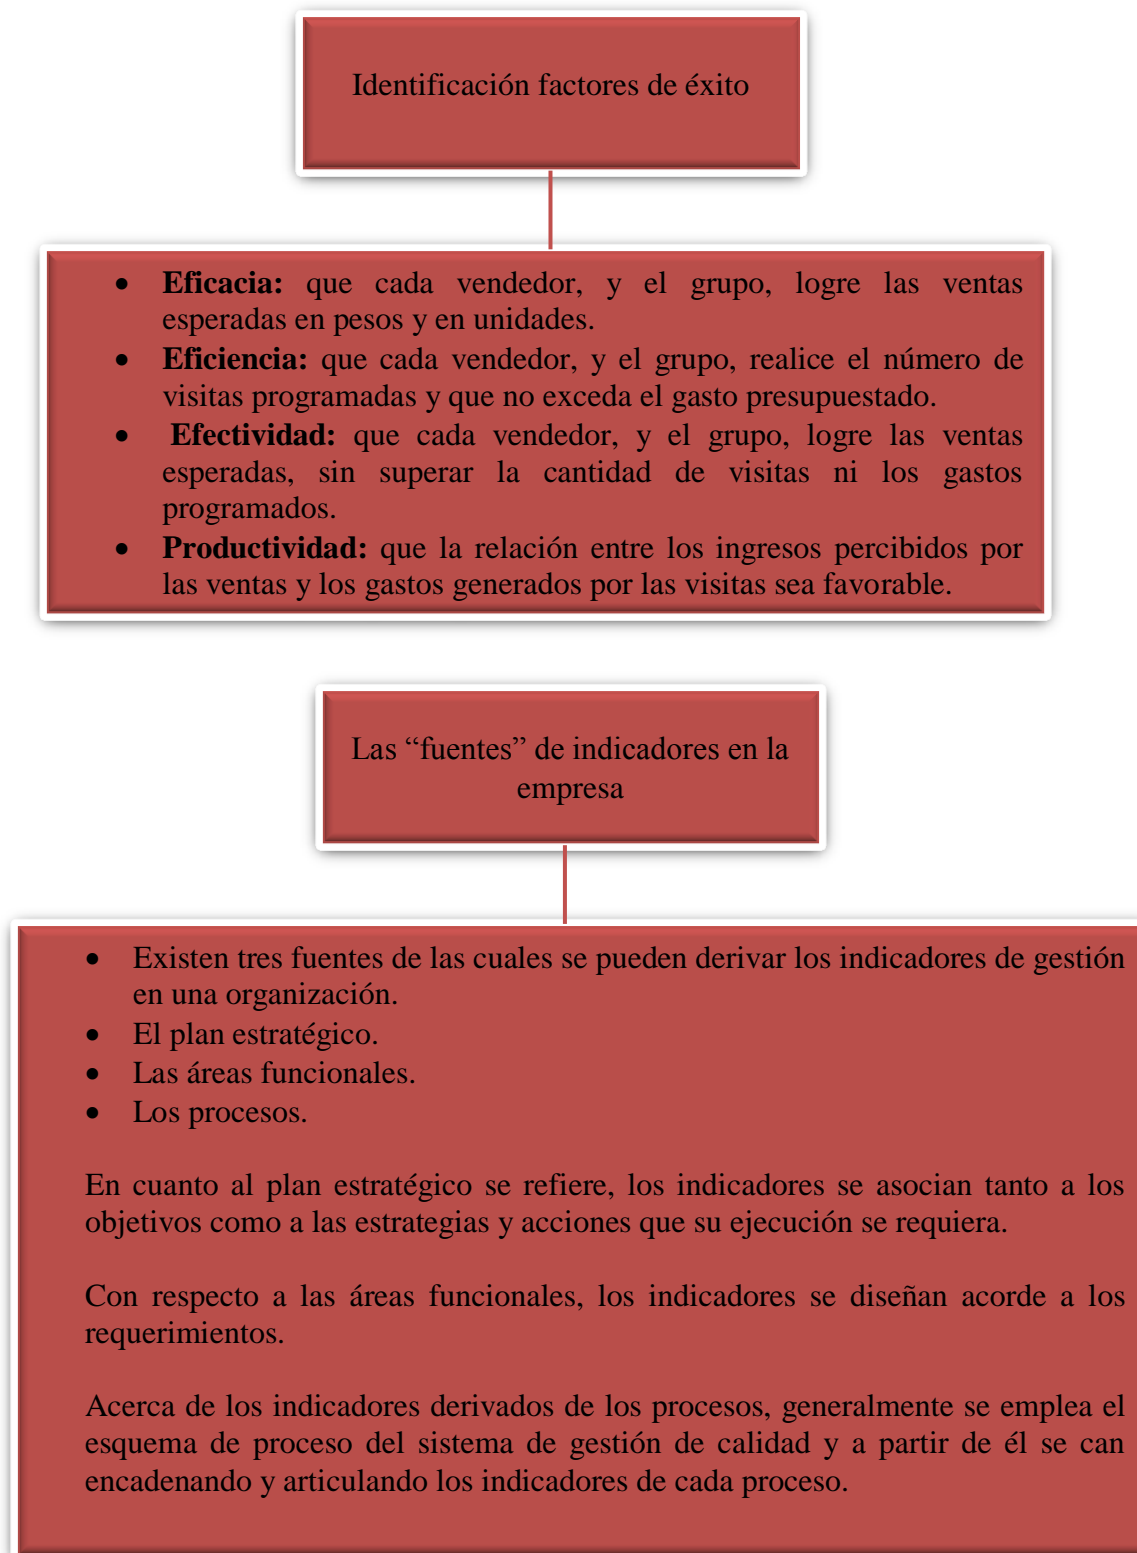 Identificación factores de éxito
• Eficacia: que cada vendedor, y el grupo, logre las ventas
esperadas en pesos y en unidades.
• Eficiencia: que cada vendedor, y el grupo, realice el número de
visitas programadas y que no exceda el gasto presupuestado.
• Efectividad: que cada vendedor, y el grupo, logre las ventas
esperadas, sin superar la cantidad de visitas ni los gastos
programados.
• Productividad: que la relación entre los ingresos percibidos por
las ventas y los gastos generados por las visitas sea favorable.
Las “fuentes” de indicadores en la
empresa
• Existen tres fuentes de las cuales se pueden derivar los indicadores de gestión
en una organización.
• El plan estratégico.
• Las áreas funcionales.
• Los procesos.
En cuanto al plan estratégico se refiere, los indicadores se asocian tanto a los
objetivos como a las estrategias y acciones que su ejecución se requiera.
Con respecto a las áreas funcionales, los indicadores se diseñan acorde a los
requerimientos.
Acerca de los indicadores derivados de los procesos, generalmente se emplea el
esquema de proceso del sistema de gestión de calidad y a partir de él se can
encadenando y articulando los indicadores de cada proceso.